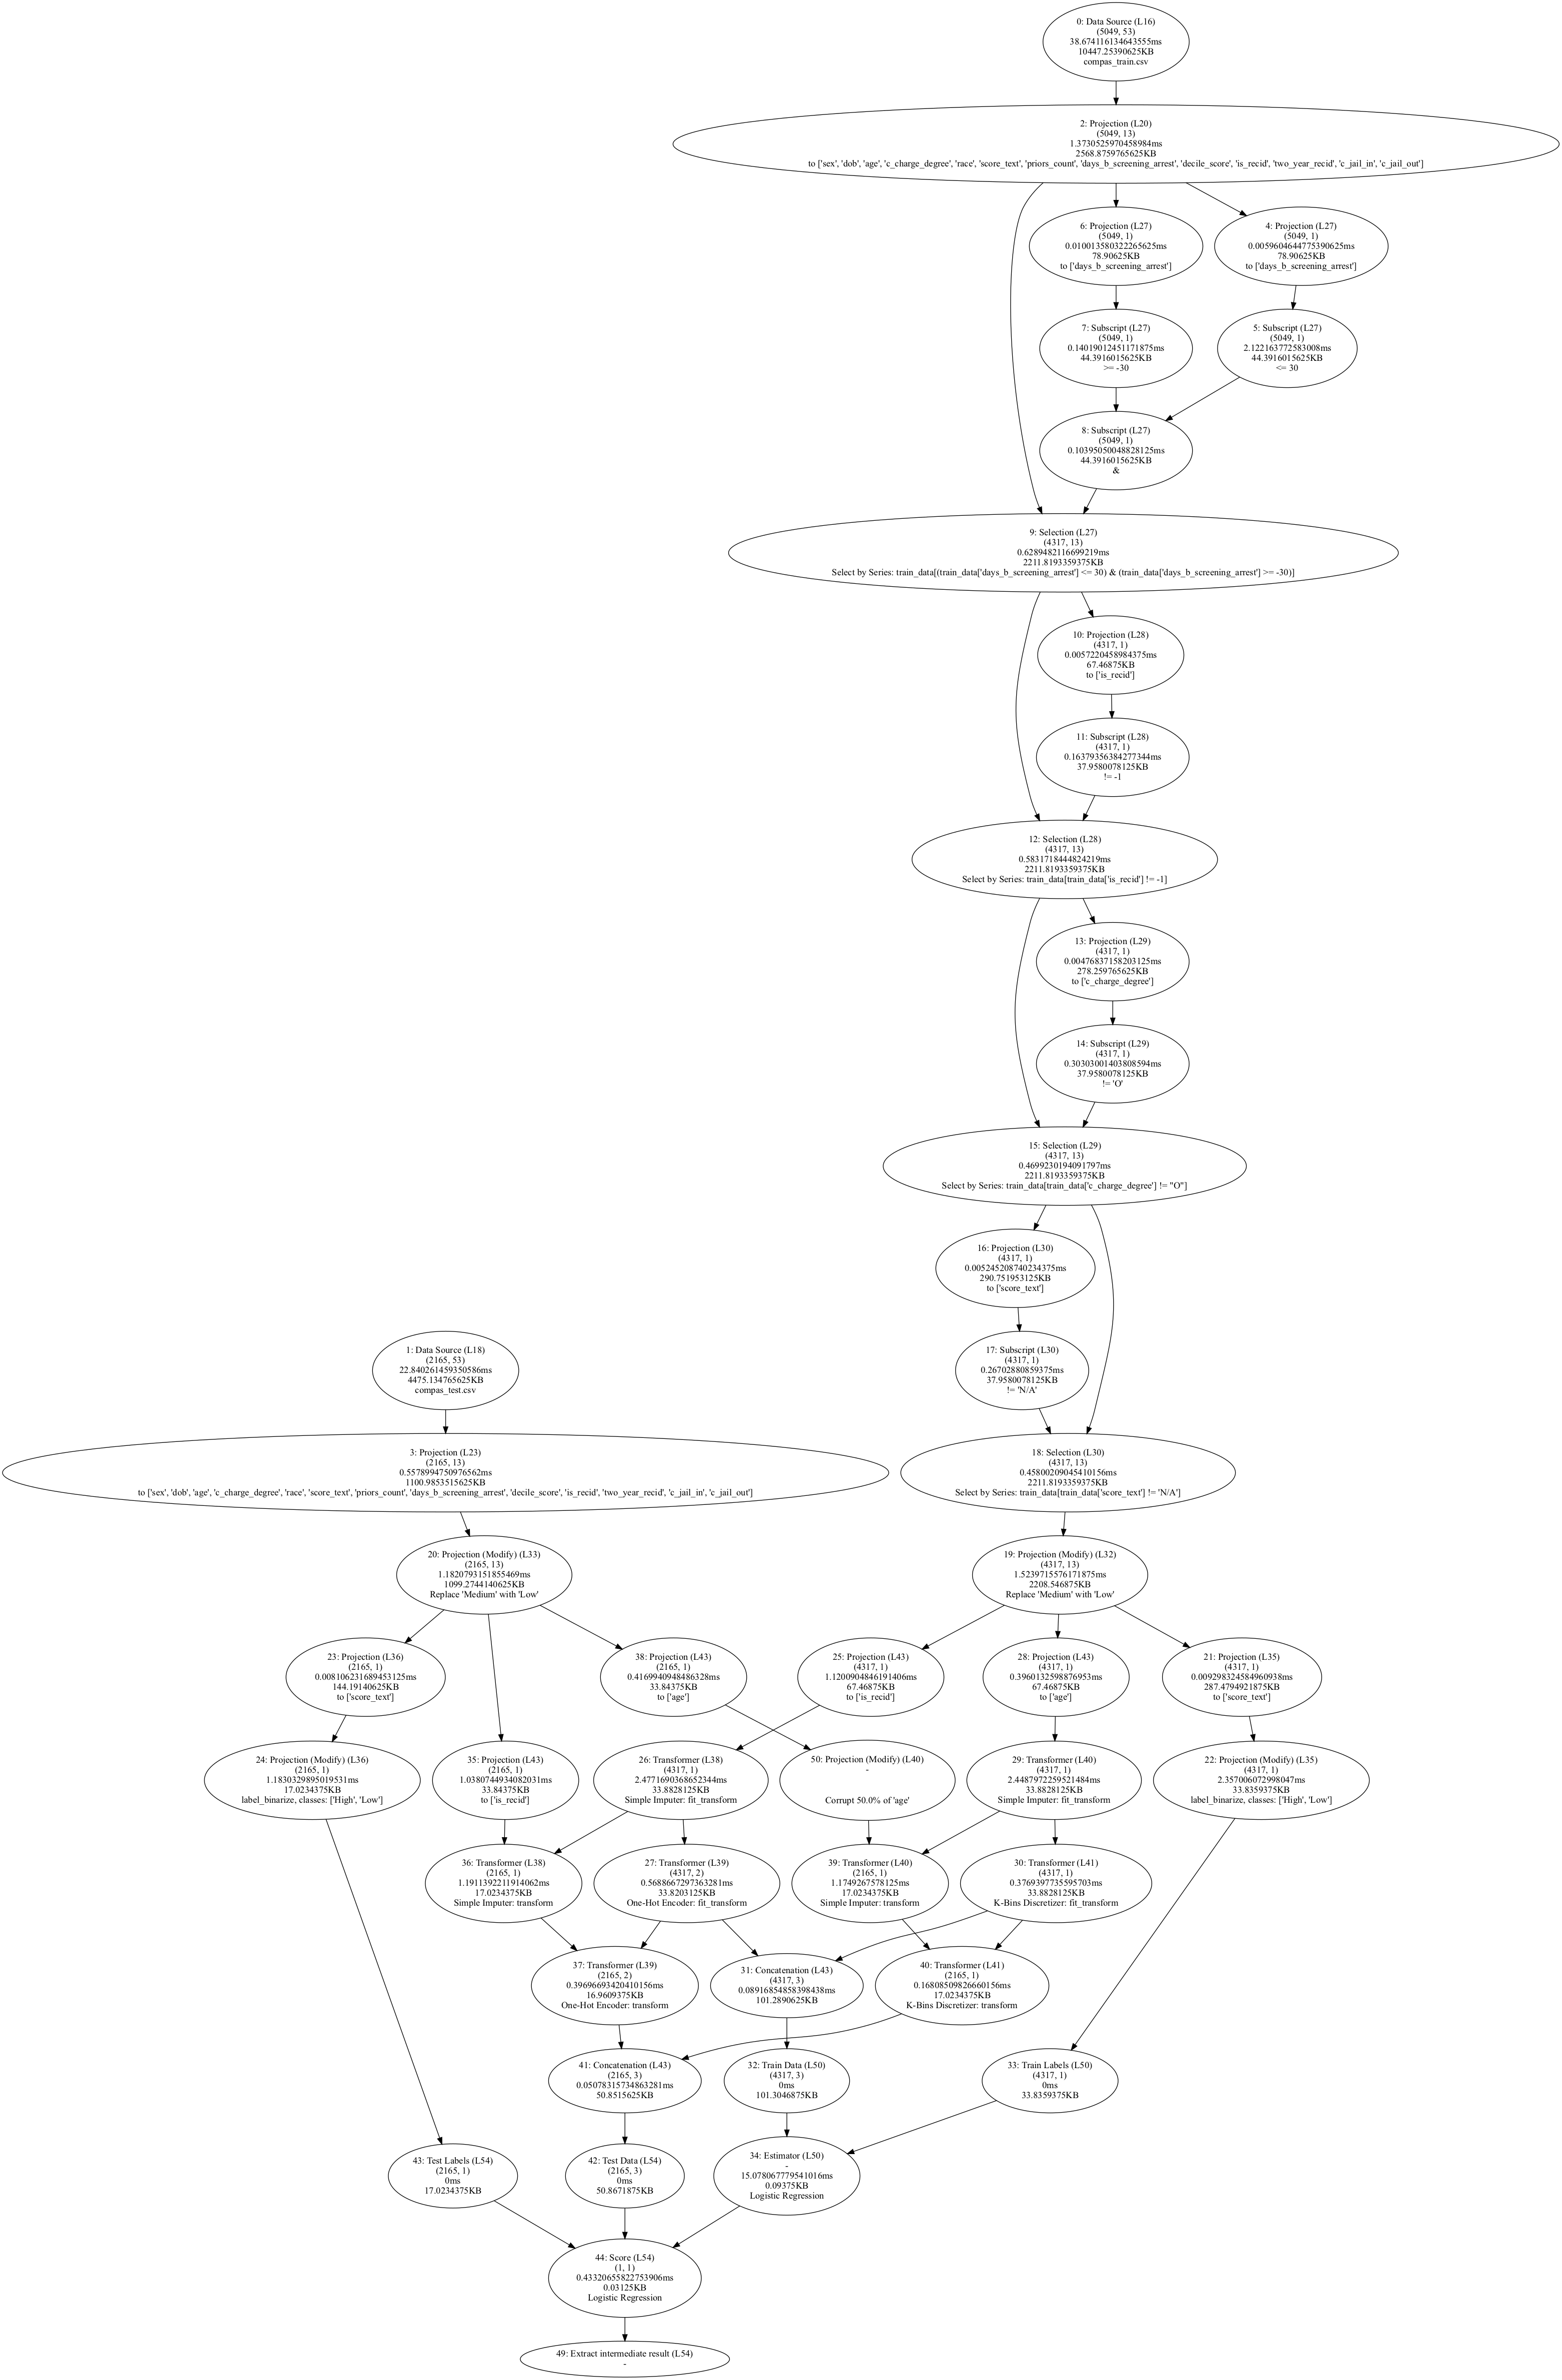 0: Data Source (L16)
(5049, 53)
38.674116134643555ms
10447.25390625KB
compas_train.csv
2: Projection (L20)
(5049, 13)
1.3730525970458984ms
2568.8759765625KB
to ['sex', 'dob', 'age', 'c_charge_degree', 'race', 'score_text', 'priors_count', 'days_b_screening_arrest', 'decile_score', 'is_recid', 'two_year_recid', 'c_jail_in', 'c_jail_out']
6: Projection (L27)
(5049, 1)
0.010013580322265625ms
78.90625KB
to ['days_b_screening_arrest']
4: Projection (L27)
(5049, 1)
0.0059604644775390625ms
78.90625KB
to ['days_b_screening_arrest']
7: Subscript (L27)
(5049, 1)
0.14019012451171875ms
44.3916015625KB
>= -30
5: Subscript (L27)
(5049, 1)
2.122163772583008ms
44.3916015625KB
<= 30
8: Subscript (L27)
(5049, 1)
0.10395050048828125ms
44.3916015625KB
&
9: Selection (L27)
(4317, 13)
0.6289482116699219ms
2211.8193359375KB
Select by Series: train_data[(train_data['days_b_screening_arrest'] <= 30) & (train_data['days_b_screening_arrest'] >= -30)]
10: Projection (L28)
(4317, 1)
0.0057220458984375ms
67.46875KB
to ['is_recid']
11: Subscript (L28)
(4317, 1)
0.16379356384277344ms
37.9580078125KB
!= -1
12: Selection (L28)
(4317, 13)
0.5831718444824219ms
2211.8193359375KB
Select by Series: train_data[train_data['is_recid'] != -1]
13: Projection (L29)
(4317, 1)
0.00476837158203125ms
278.259765625KB
to ['c_charge_degree']
14: Subscript (L29)
(4317, 1)
0.30303001403808594ms
37.9580078125KB
!= 'O'
15: Selection (L29)
(4317, 13)
0.4699230194091797ms
2211.8193359375KB
Select by Series: train_data[train_data['c_charge_degree'] != "O"]
16: Projection (L30)
(4317, 1)
0.005245208740234375ms
290.751953125KB
to ['score_text']
1: Data Source (L18)
(2165, 53)
22.840261459350586ms
4475.134765625KB
compas_test.csv
17: Subscript (L30)
(4317, 1)
0.26702880859375ms
37.9580078125KB
!= 'N/A'
3: Projection (L23)
(2165, 13)
0.5578994750976562ms
1100.9853515625KB
to ['sex', 'dob', 'age', 'c_charge_degree', 'race', 'score_text', 'priors_count', 'days_b_screening_arrest', 'decile_score', 'is_recid', 'two_year_recid', 'c_jail_in', 'c_jail_out']
18: Selection (L30)
(4317, 13)
0.45800209045410156ms
2211.8193359375KB
Select by Series: train_data[train_data['score_text'] != 'N/A']
20: Projection (Modify) (L33)
(2165, 13)
1.1820793151855469ms
1099.2744140625KB
Replace 'Medium' with 'Low'
19: Projection (Modify) (L32)
(4317, 13)
1.5239715576171875ms
2208.546875KB
Replace 'Medium' with 'Low'
23: Projection (L36)
(2165, 1)
0.008106231689453125ms
144.19140625KB
to ['score_text']
38: Projection (L43)
(2165, 1)
0.4169940948486328ms
33.84375KB
to ['age']
25: Projection (L43)
(4317, 1)
1.1200904846191406ms
67.46875KB
to ['is_recid']
28: Projection (L43)
(4317, 1)
0.3960132598876953ms
67.46875KB
to ['age']
21: Projection (L35)
(4317, 1)
0.009298324584960938ms
287.4794921875KB
to ['score_text']
24: Projection (Modify) (L36)
(2165, 1)
1.1830329895019531ms
17.0234375KB
label_binarize, classes: ['High', 'Low']
35: Projection (L43)
(2165, 1)
1.0380744934082031ms
33.84375KB
to ['is_recid']
26: Transformer (L38)
(4317, 1)
2.4771690368652344ms
33.8828125KB
Simple Imputer: fit_transform
50: Projection (Modify) (L40)
-
Corrupt 50.0% of 'age'
29: Transformer (L40)
(4317, 1)
2.4487972259521484ms
33.8828125KB
Simple Imputer: fit_transform
22: Projection (Modify) (L35)
(4317, 1)
2.357006072998047ms
33.8359375KB
label_binarize, classes: ['High', 'Low']
36: Transformer (L38)
(2165, 1)
1.1911392211914062ms
17.0234375KB
Simple Imputer: transform
27: Transformer (L39)
(4317, 2)
0.5688667297363281ms
33.8203125KB
One-Hot Encoder: fit_transform
39: Transformer (L40)
(2165, 1)
1.1749267578125ms
17.0234375KB
Simple Imputer: transform
30: Transformer (L41)
(4317, 1)
0.3769397735595703ms
33.8828125KB
K-Bins Discretizer: fit_transform
37: Transformer (L39)
(2165, 2)
0.39696693420410156ms
16.9609375KB
One-Hot Encoder: transform
31: Concatenation (L43)
(4317, 3)
0.08916854858398438ms
101.2890625KB
40: Transformer (L41)
(2165, 1)
0.16808509826660156ms
17.0234375KB
K-Bins Discretizer: transform
41: Concatenation (L43)
(2165, 3)
0.05078315734863281ms
50.8515625KB
32: Train Data (L50)
(4317, 3)
0ms
101.3046875KB
33: Train Labels (L50)
(4317, 1)
0ms
33.8359375KB
43: Test Labels (L54)
(2165, 1)
0ms
17.0234375KB
42: Test Data (L54)
(2165, 3)
0ms
50.8671875KB
34: Estimator (L50)
-
15.078067779541016ms
0.09375KB
Logistic Regression
44: Score (L54)
(1, 1)
0.43320655822753906ms
0.03125KB
Logistic Regression
49: Extract intermediate result (L54)
-